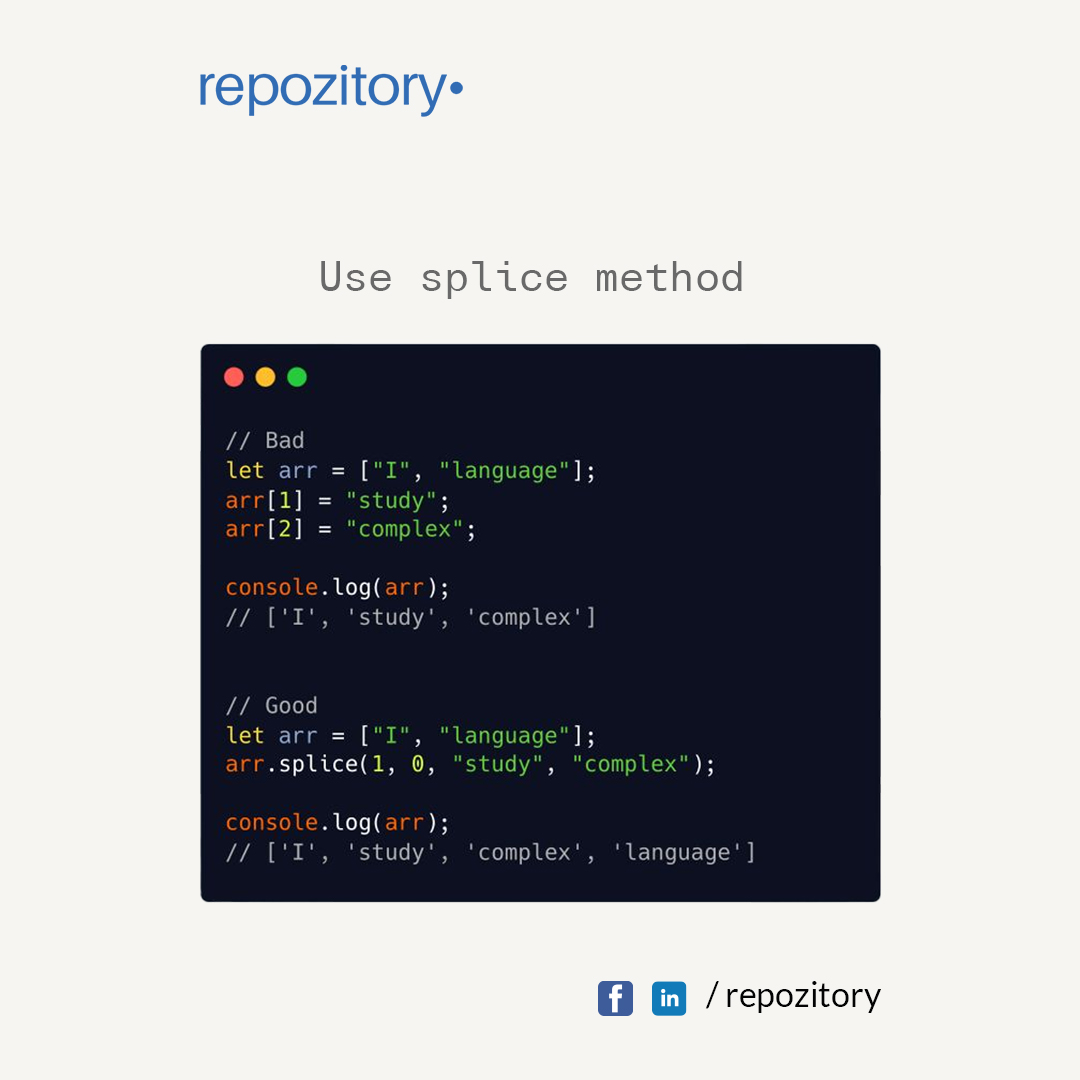 repozitory•
Use splice method
// Bad
let arr = ["I", "language"];
arr[1] = "study";
arr[2] = "complex";
console.log(arr);
// ['I', 'study', 'complex']
// Good
let arr = ["I", "language"];
arr.splice(1, 0, "study", "complex");
console.log(arr);
// ['I', 'study', 'complex', 'language']
f in / repozitory